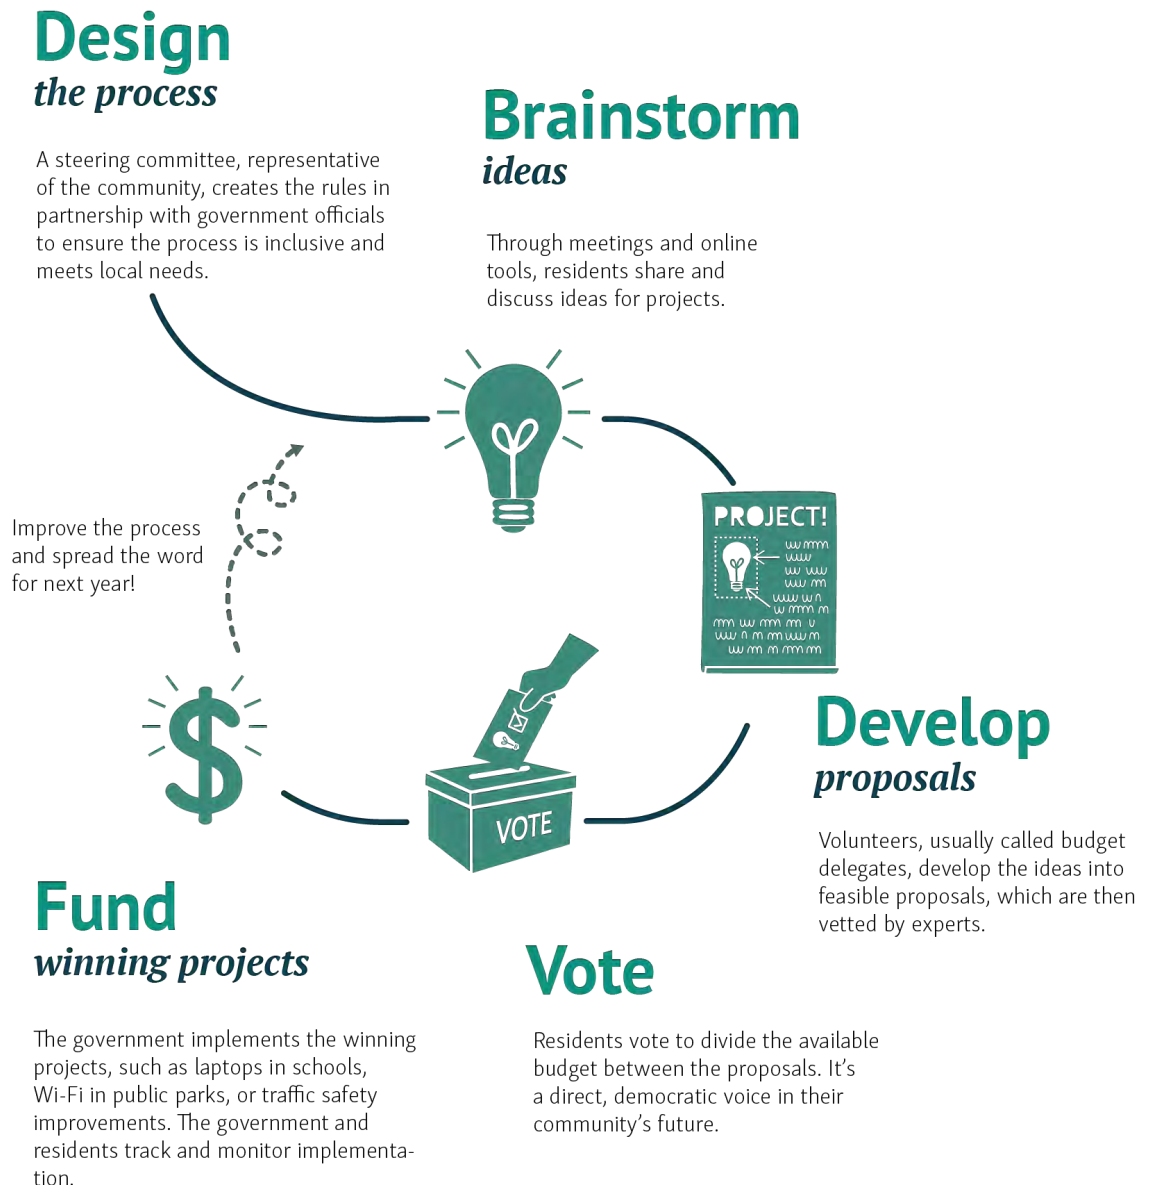 Design
the process
A steering committee, representative
of the community, creates the rules in
partnership with government officials
to ensure the process is inclusive and
meets local needs.
Brainstorm
ideas
Through meetings and online
tools, residents share and
discuss ideas for projects.
PROJECT!
Develop
proposals
Volunteers, usually called budget
delegates, develop the ideas into
feasible proposals, which are then
vetted by experts.
VOTE
Vote
Residents vote to divide the available
budget between the proposals. It’s
a direct, democratic voice in their
community’s future.
Fund
winning projects
The government implements the winning
projects, such as laptops in schools,
Wi-Fi in public parks, or traffic safety
improvements. The government and
residents track and monitor implementa-
tion.
Improve the process
and spread the word
for next year!